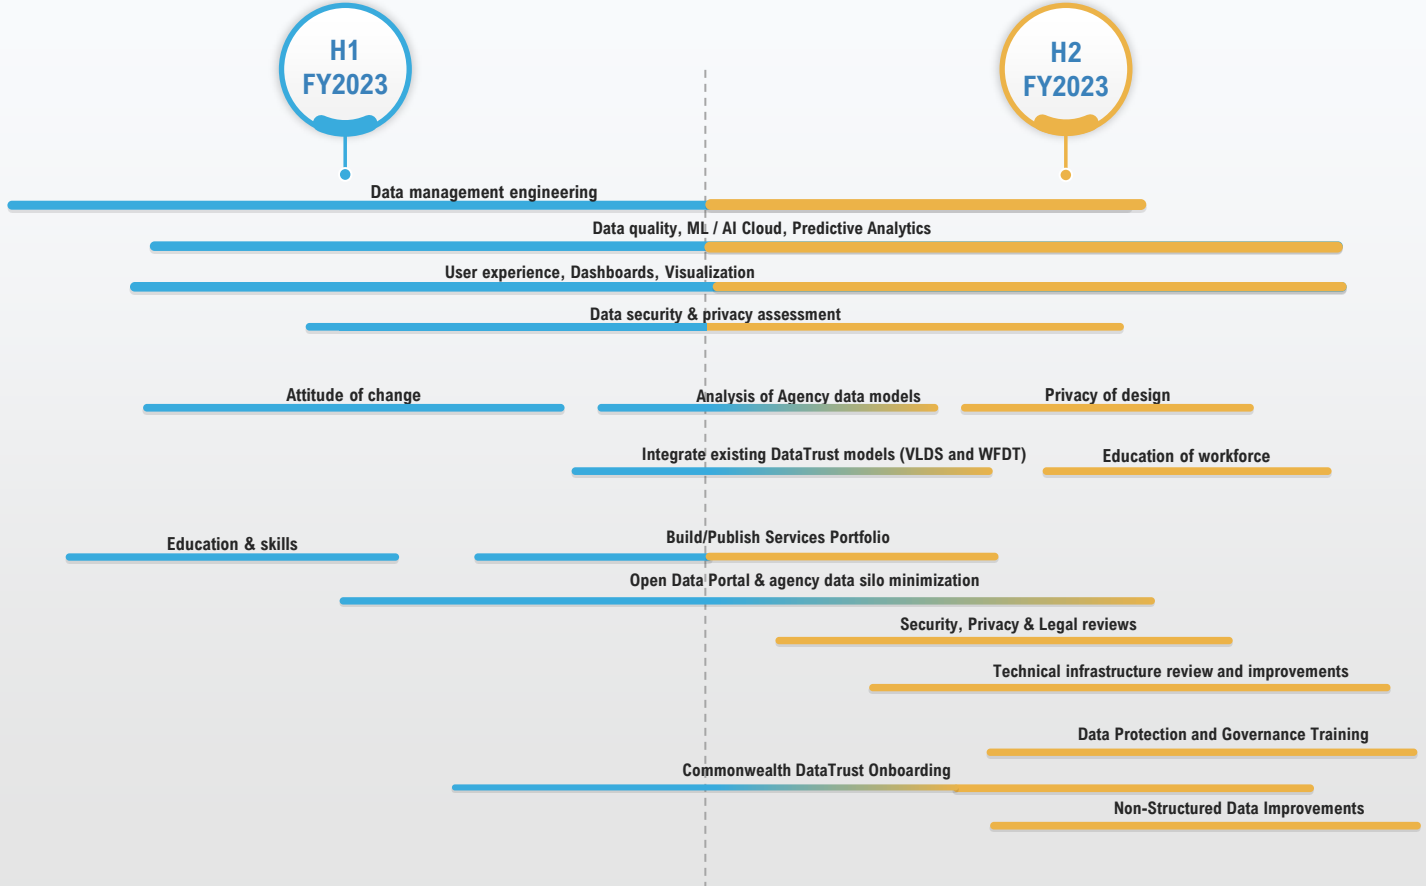 H1
FY2023
H2
FY2023
Data management engineering
Data quality, ML / AI Cloud, Predictive Analytics
User experience, Dashboards, Visualization
Data security & privacy assessment
Attitude of change
Analysis of Agency data models
Privacy of design
Integrate existing DataTrust models (VLDS and WFDT)
Education of workforce
Education & skills
Build/Publish Services Portfolio
Open Data Portal & agency data silo minimization
Security, Privacy & Legal reviews
Technical infrastructure review and improvements
Data Protection and Governance Training
Commonwealth DataTrust Onboarding
Non-Structured Data Improvements